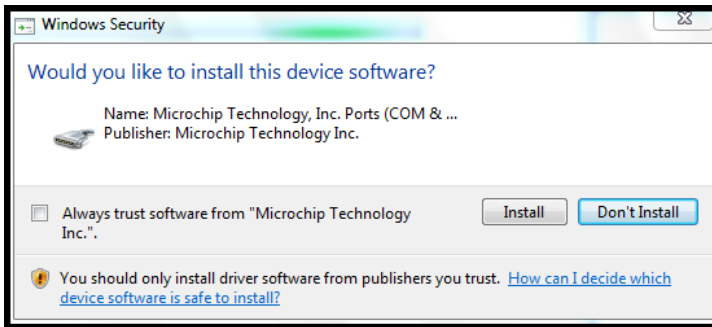 Windows Security
Would you like to install this device software?
Name: Microchip Technology, Inc. Ports (COM & ...
Publisher: Microchip Technology Inc.
Always trust software from "Microchip Technology
Inc.".
Install
Don't Install
You should only install driver software from publishers you trust. How can I decide which
device software is safe to install?